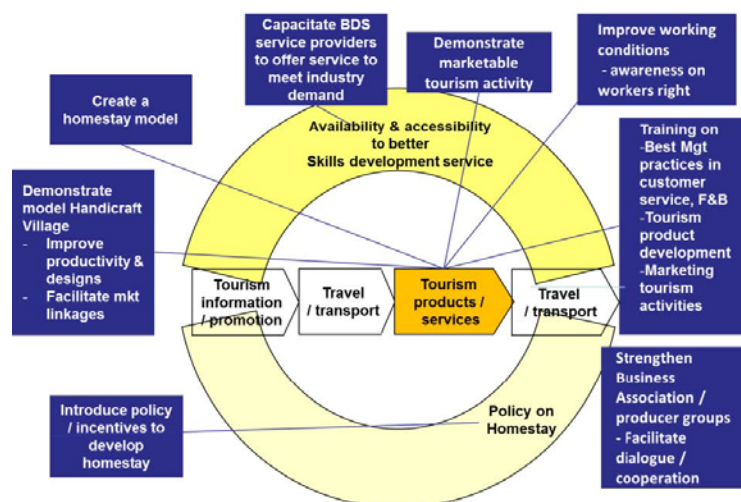 Capacitate BDS
service providers
to offer service to
meet industry
demand
Demonstrate
marketable
tourism activity
Improve working
conditions
- awareness on
workers right
Create a
homestay model
Availability & accessibility
to better
Skills development service
Training on
-Best Mgt
practices in
customer
service, F&B
-Tourism
product
development
-Marketing
tourism
activities
Demonstrate
model Handicraft
Village
- Improve
productivity &
designs
- Facilitate mkt
linkages
Tourism
information
/ promotion
Travel
/ transport
Tourism
products /
services
Travel
/ transport
Introduce policy
/ incentives to
develop
homestay
Policy on
Homestay
Strengthen
Business
Association /
producer groups
- Facilitate
dialogue /
cooperation